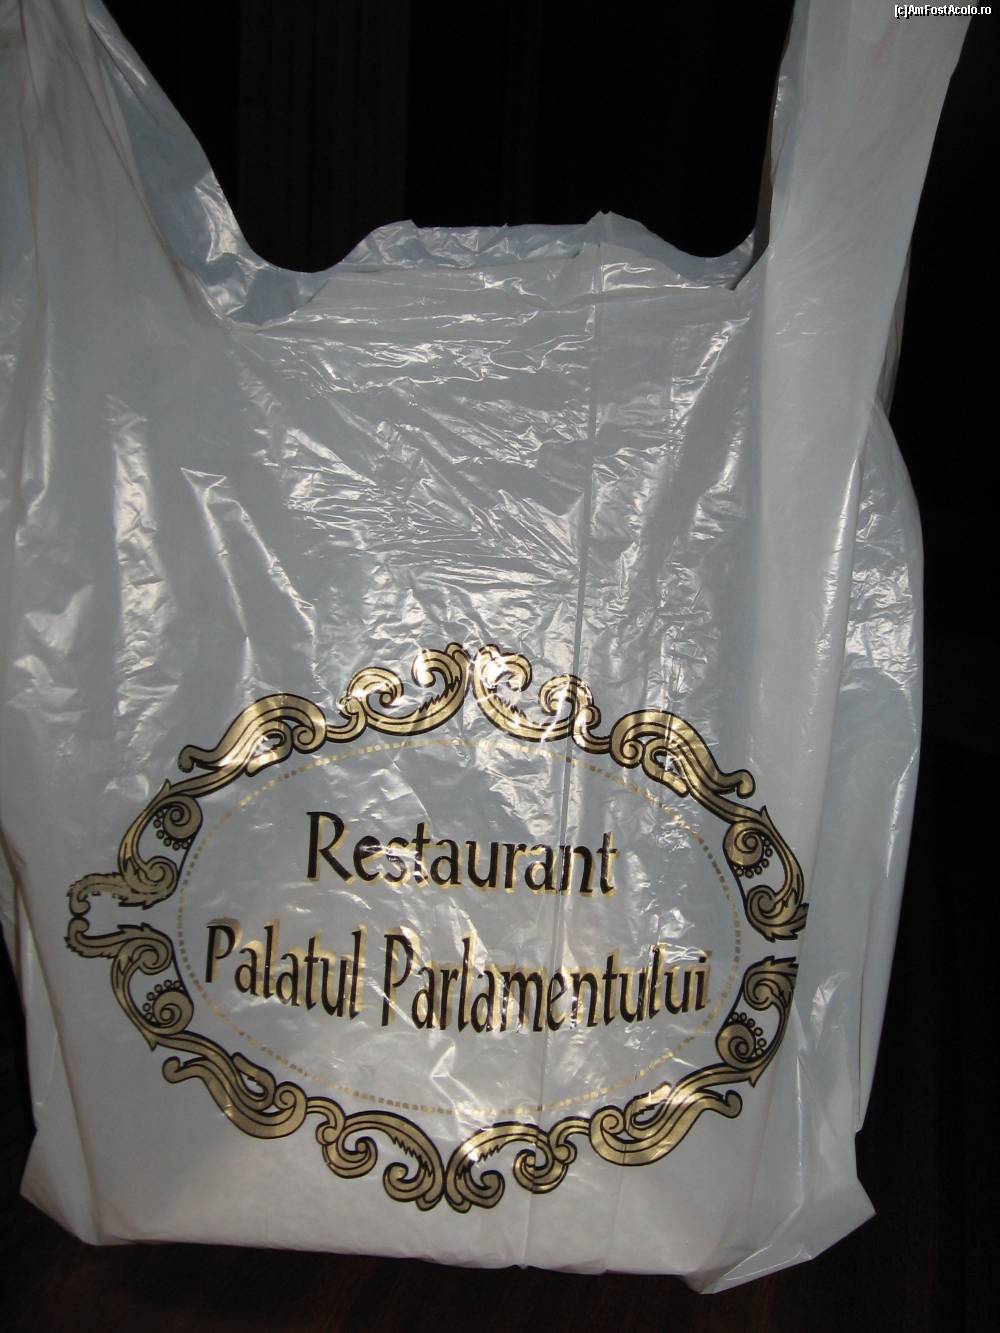 [c]AmFostAcolo.ro
Restaurant
Palatul Parlamentului